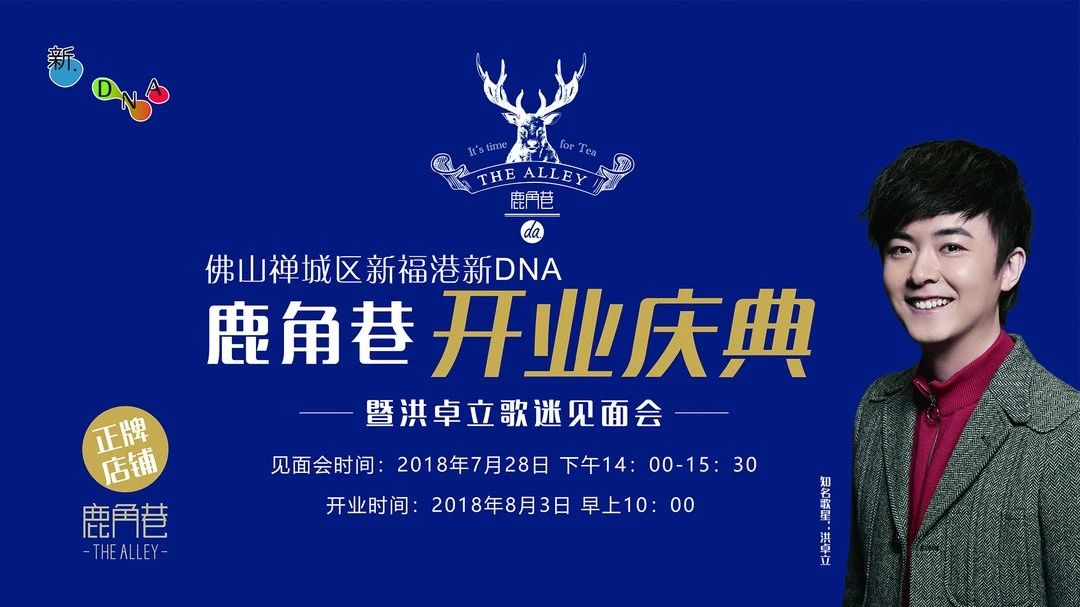 新.
DNA
It's time for Tea
THE ALLEY
鹿角巷
da.
佛山禅城区新福港新DNA
鹿角巷 开业庆典
暨洪卓立歌迷见面会
见面会时间：2018年7月28日 下午14：00-15：30
开业时间：2018年8月3日 早上10：00
正牌
店铺
鹿角巷
-THE ALLEY-
知名歌星：洪卓立